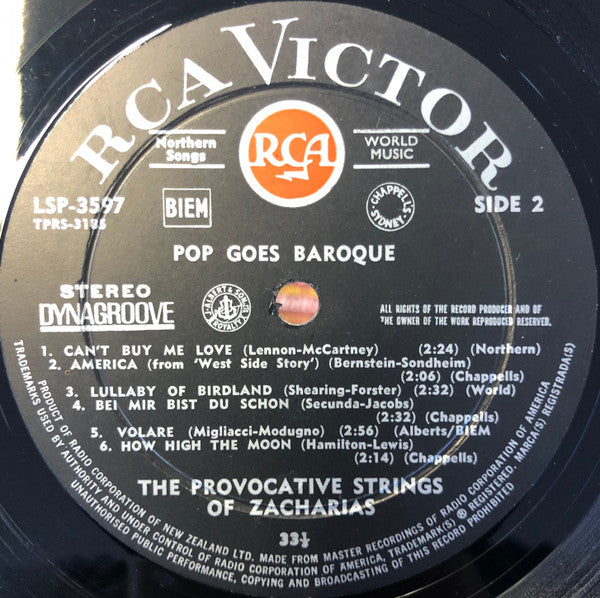 RCA VICTOR
Northern
Songs
RCA
WORLD
MUSIC
LSP-3597
TPRS-3185
BIEM
CHAPPELL'S
SYDNEY
SIDE 2
POP GOES BAROQUE
STEREO
DYNAGROOVE
J. ALBERT & SON
ROYALTY
ALL RIGHTS OF THE RECORD PRODUCER AND OF
THE OWNER OF THE WORK REPRODUCED RESERVED.
1. CAN'T BUY ME LOVE (Lennon-McCartney) (2:24) (Northern)
2. AMERICA (from 'West Side Story') (Bernstein-Sondheim)
(2:06) (Chappells)
3. LULLABY OF BIRDLAND (Shearing-Forster) (2:32) (World)
4. BEI MIR BIST DU SCHON (Secunda-Jacobs)
(2:32) (Chappells)
5. VOLARE (Migliacci-Modugno) (2:56) (Alberts/BIEM
6. HOW HIGH THE MOON (Hamilton-Lewis)
(2:14) (Chappells)
THE PROVOCATIVE STRINGS
OF ZACHARIAS
33⅓
TRADEMARKS USED BY AUTHORITY AND UNDER CONTROL OF RADIO CORPORATION OF AMERICA, TRADEMARK(S) ® REGISTERED. MARCA(S) REGISTRADA(S)
PRODUCT OF RADIO CORPORATION OF NEW ZEALAND LTD. MADE FROM MASTER RECORDINGS OF RADIO CORPORATION OF AMERICA
UNAUTHORISED PUBLIC PERFORMANCE, COPYING AND BROADCASTING OF THIS RECORD PROHIBITED